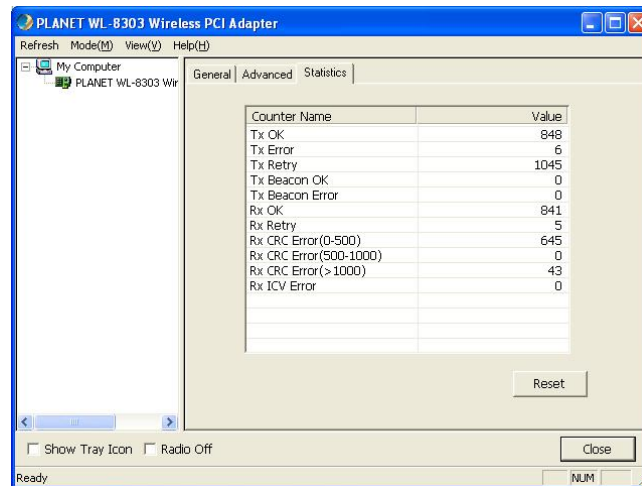 PLANET WL-8303 Wireless PCI Adapter
Refresh Mode(M) View(V) Help(H)
My Computer
PLANET WL-8303 Wir
General Advanced Statistics
Counter Name Value
Tx OK 848
Tx Error 6
Tx Retry 1045
Tx Beacon OK 0
Tx Beacon Error 0
Rx OK 841
Rx Retry 5
Rx CRC Error(0-500) 645
Rx CRC Error(500-1000) 0
Rx CRC Error(>1000) 43
Rx ICV Error 0
Reset
Show Tray Icon Radio Off Close
Ready NUM